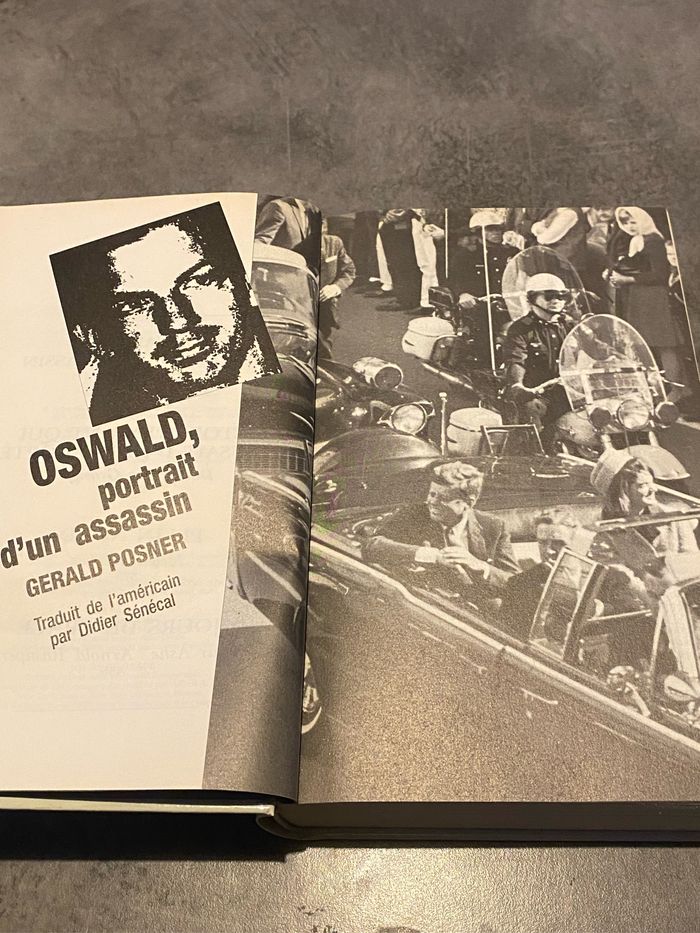 OSWALD,
portrait
d'un assassin
GERALD POSNER
Traduit de l'américain
par Didier Sénécal